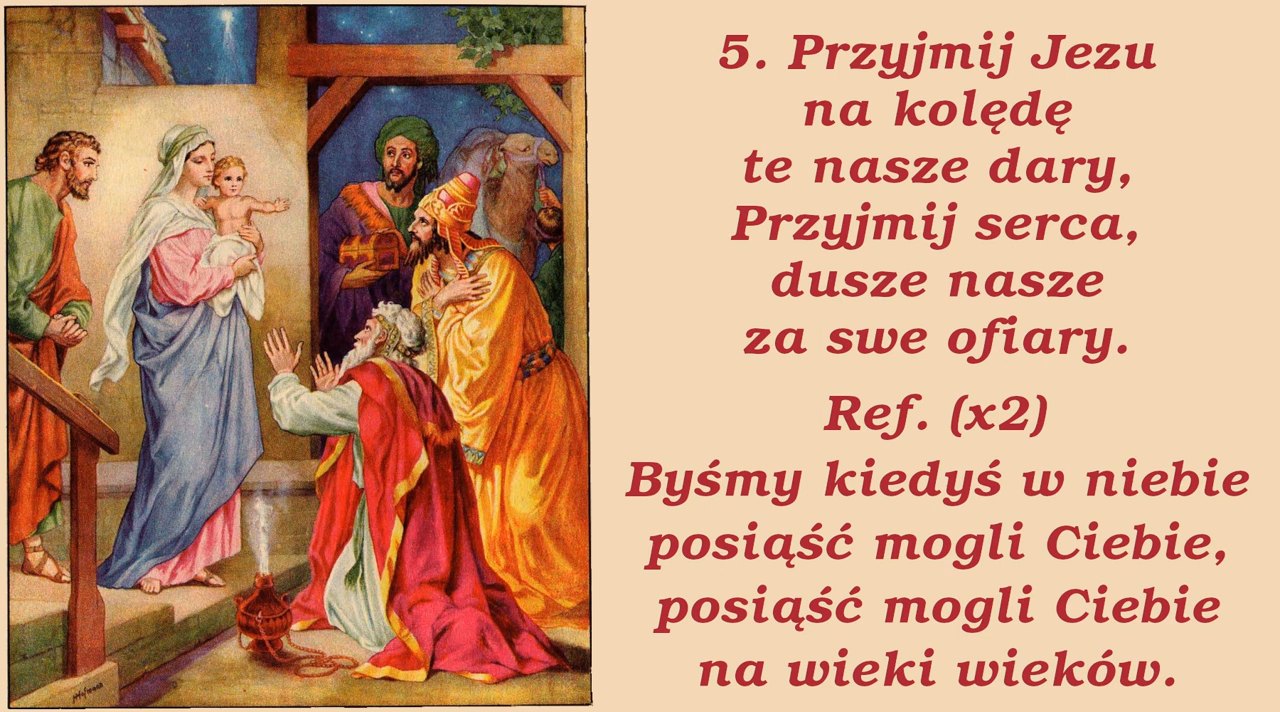 5. Przyjmij Jezu
na kolędę
te nasze dary,
Przyjmij serca,
dusze nasze
za swe ofiary.
Ref. (x2)
Byśmy kiedyś w niebie
posiąść mogli Ciebie,
posiąść mogli Ciebie
na wieki wieków.